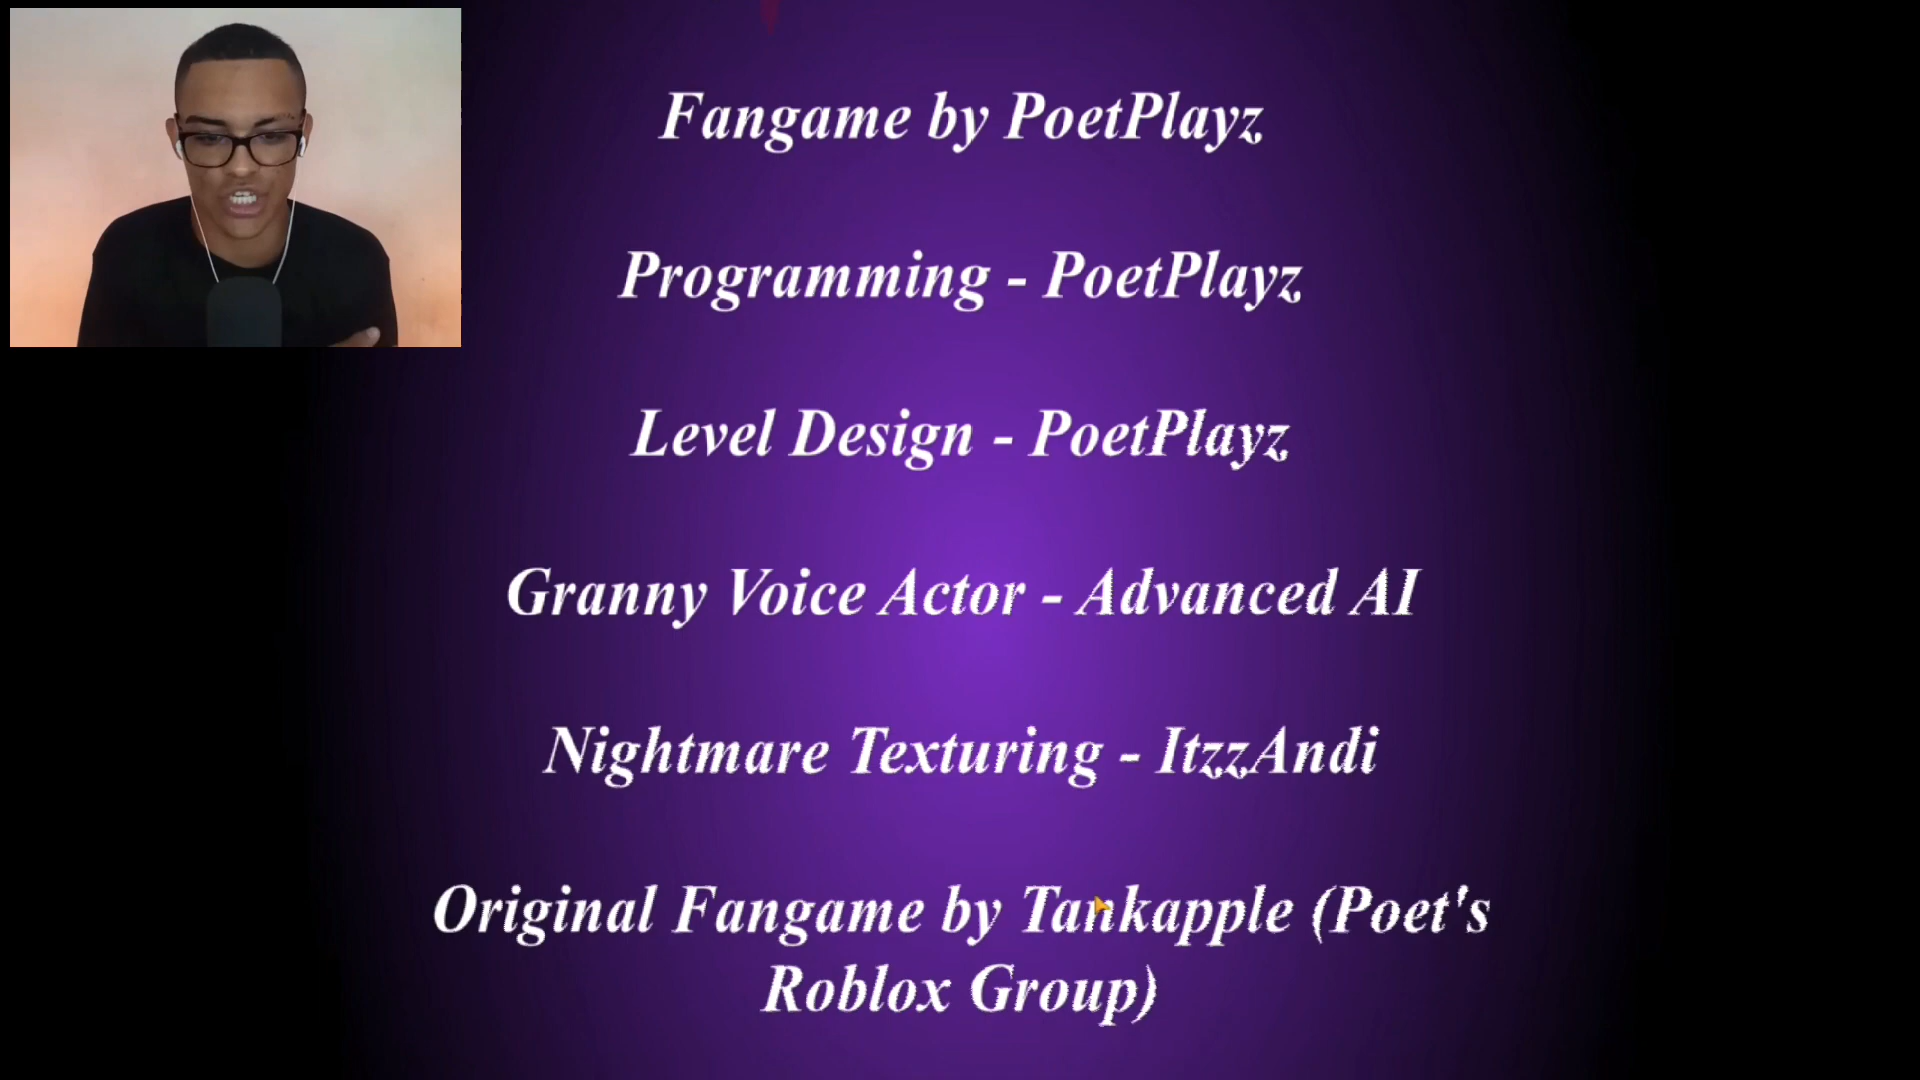 Fangame by PoetPlayz
Programming - PoetPlayz
Level Design - PoetPlayz
Granny Voice Actor - Advanced AI
Nightmare Texturing - ItzzAndi
Original Fangame by Tankapple (Poet's
Roblox Group)